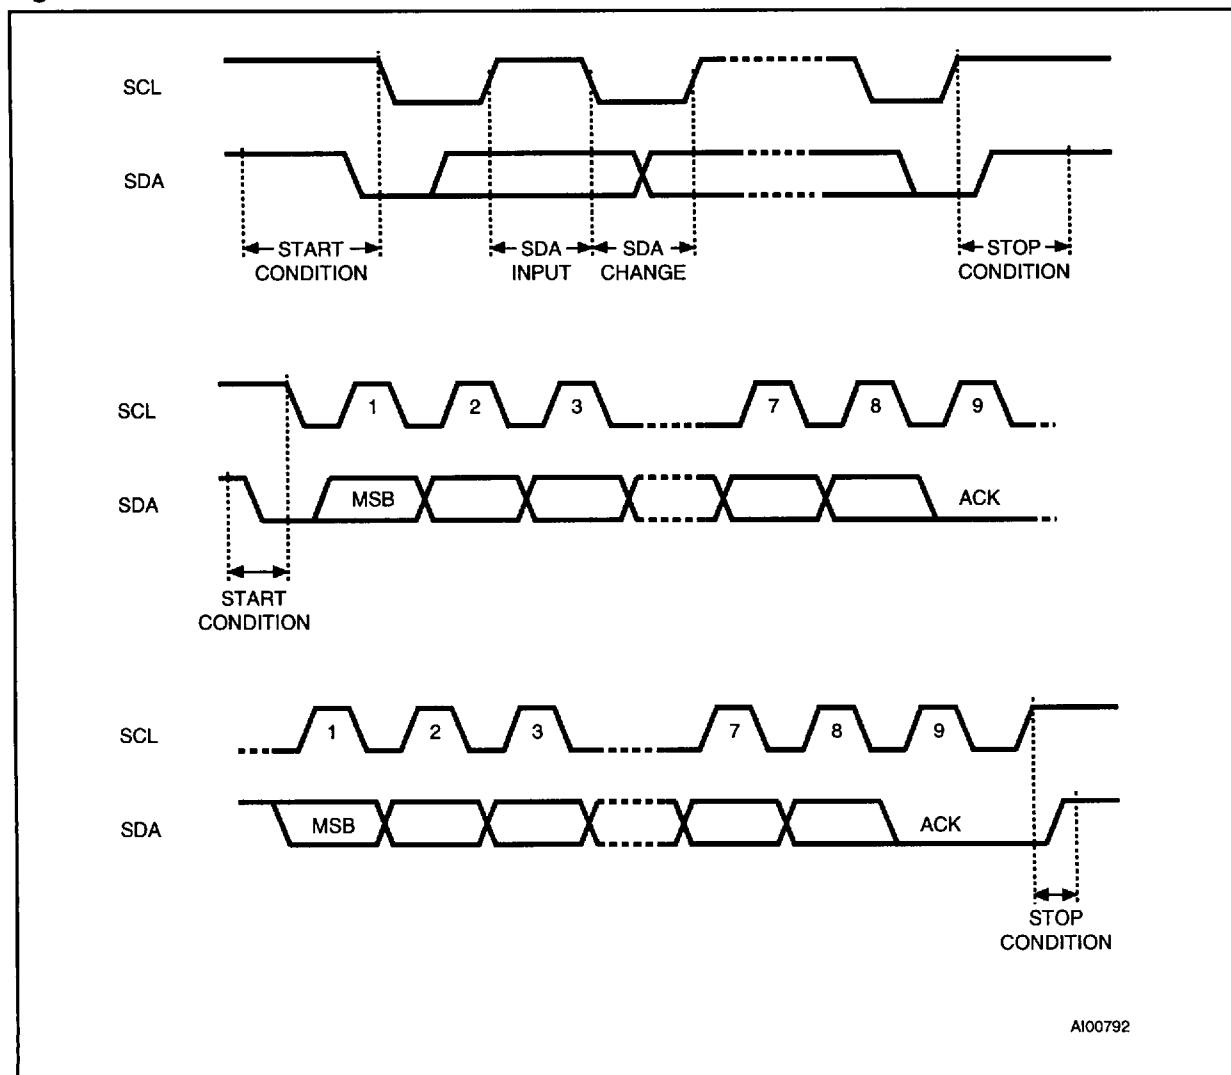 SCL
SDA
START
CONDITION
SDA
INPUT
SDA
CHANGE
STOP
CONDITION
SCL
1 2 3 7 8 9
SDA
MSB ACK
START
CONDITION
SCL
1 2 3 7 8 9
SDA
MSB ACK
STOP
CONDITION
AI00792